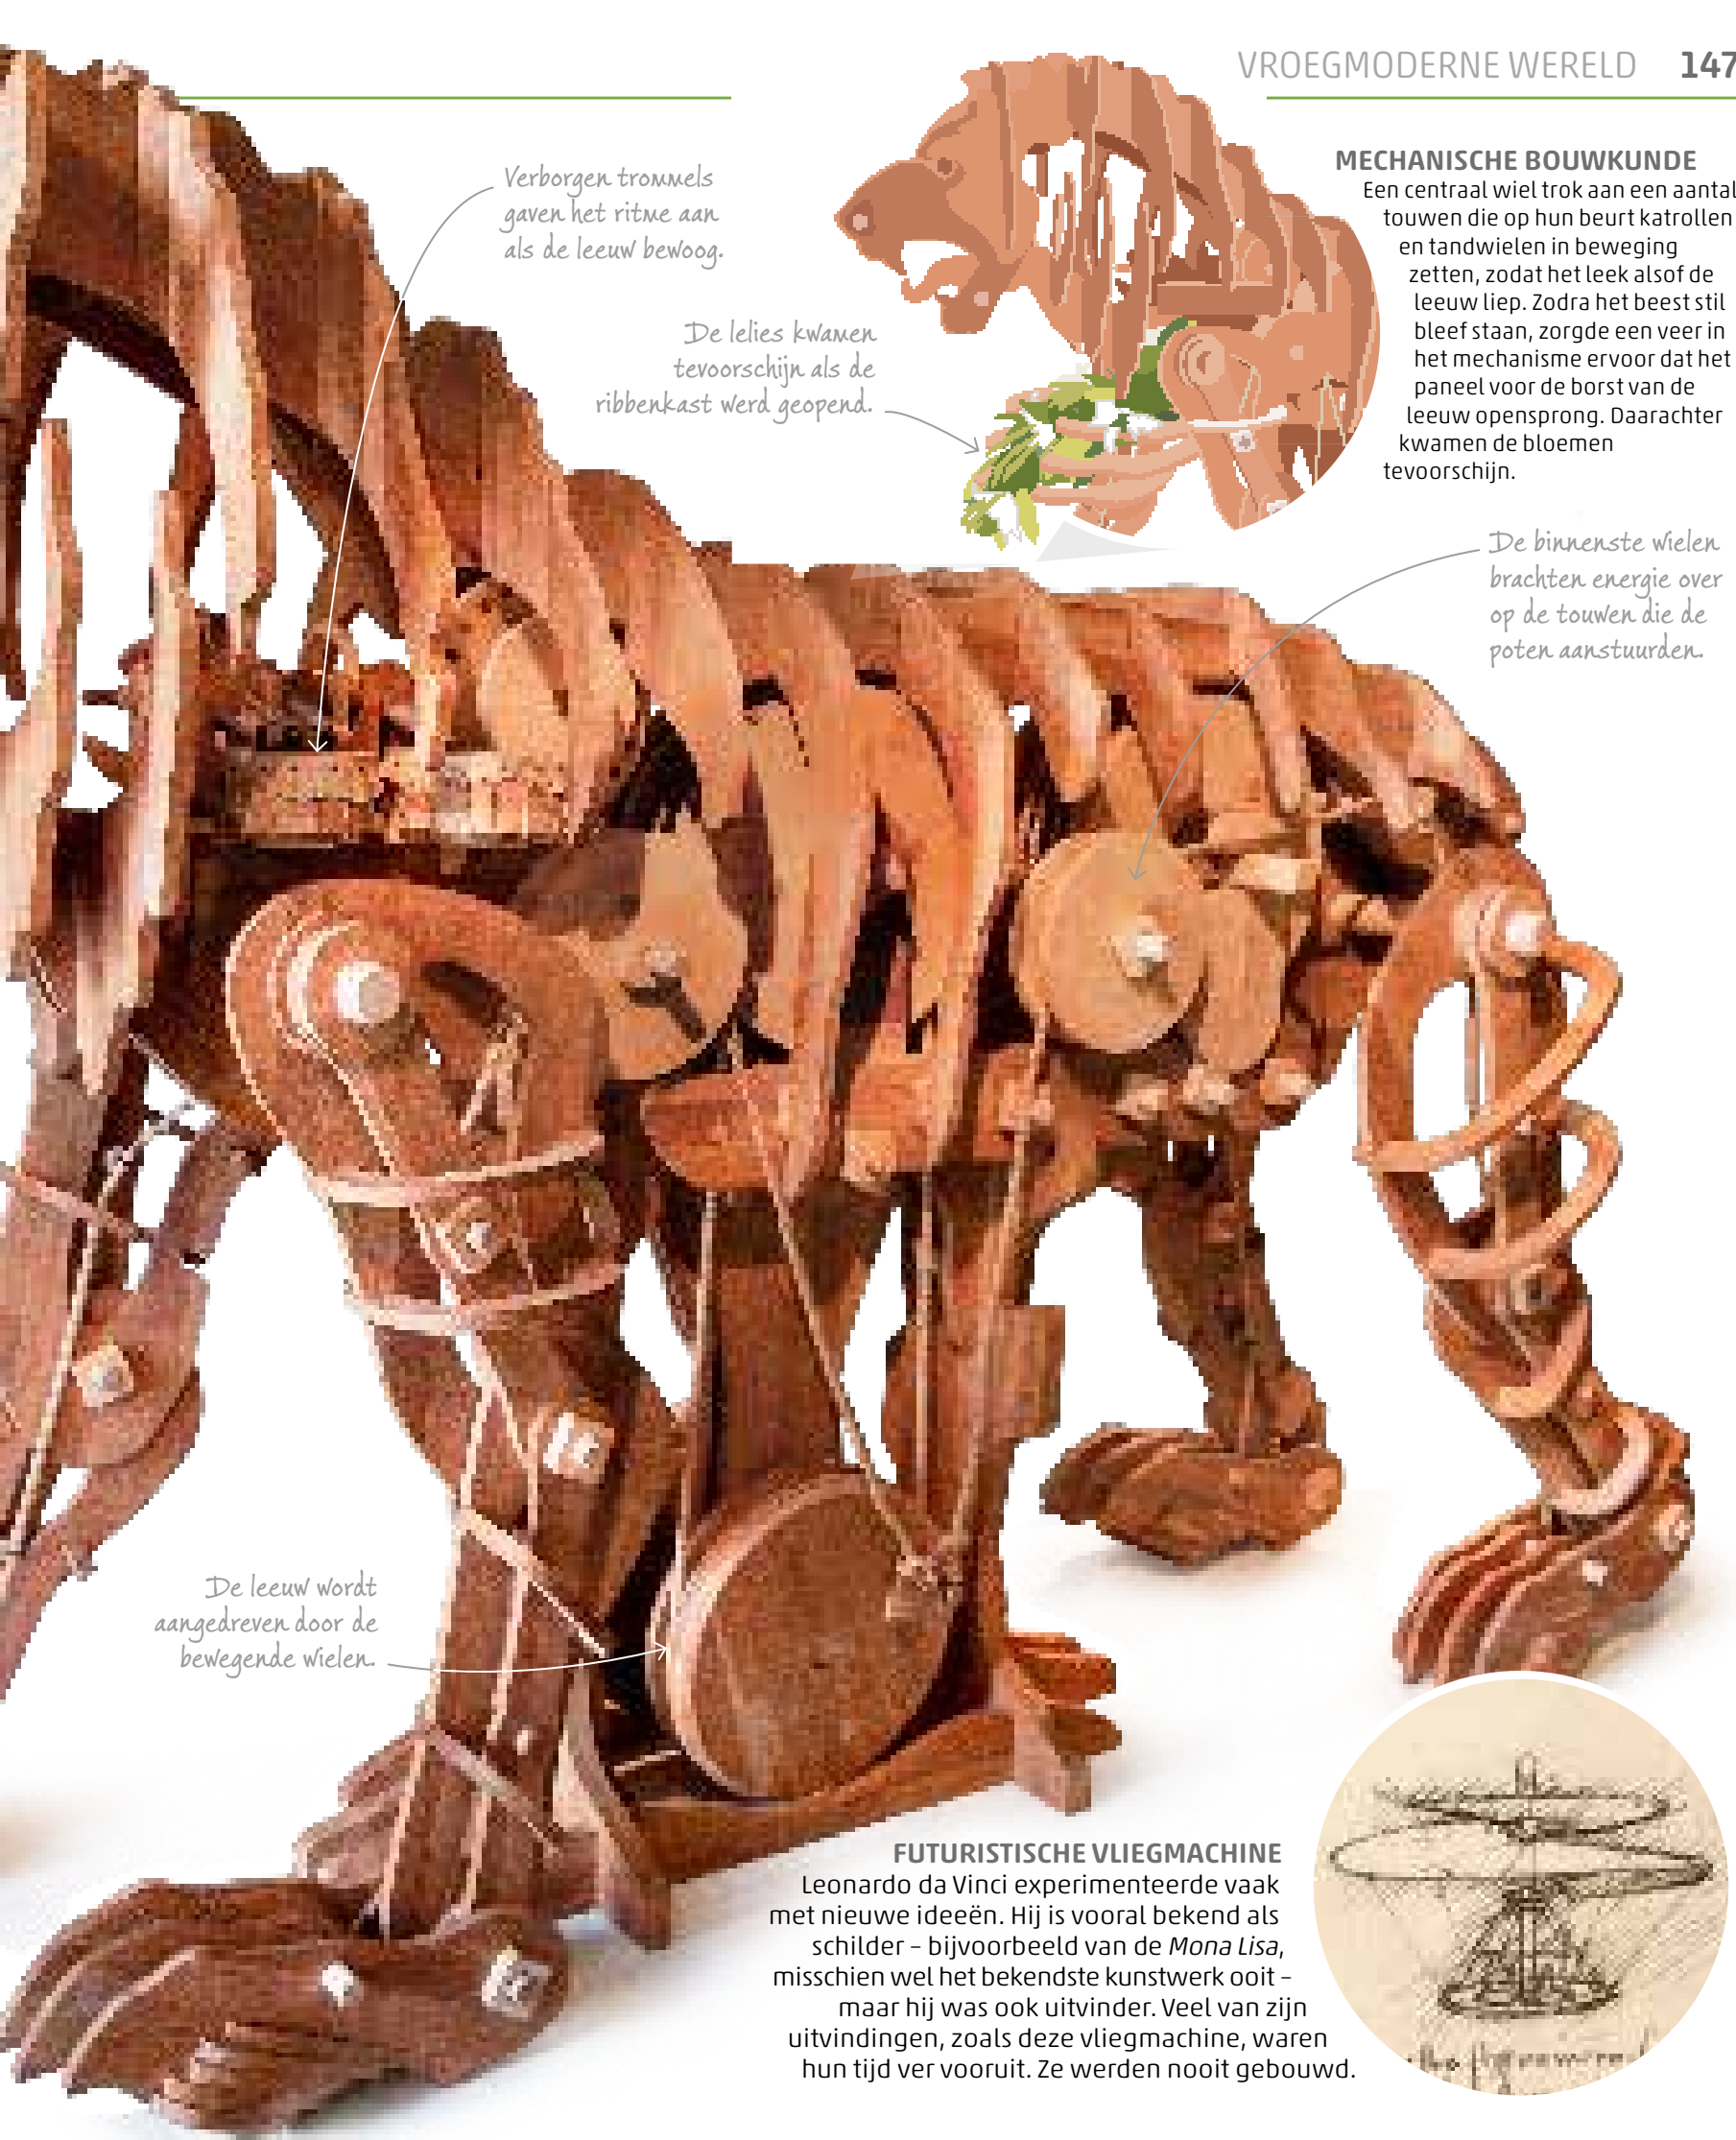 VROEGMODERNE WERELD 147
Verborgen trommels
gaven het ritme aan
als de leeuw bewoog.
De lelies kwamen
tevoorschijn als de
ribbenkast werd geopend.
MECHANISCHE BOUWKUNDE
Een centraal wiel trok aan een aantal
touwen die op hun beurt katrollen
en tandwielen in beweging
zetten, zodat het leek alsof de
leeuw liep. Zodra het beest stil
bleef staan, zorgde een veer in
het mechanisme ervoor dat het
paneel voor de borst van de
leeuw opensprong. Daarachter
kwamen de bloemen
tevoorschijn.
De binnenste wielen
brachten energie over
op de touwen die de
poten aanstuurden.
De leeuw wordt
aangedreven door de
bewegende wielen.
FUTURISTISCHE VLIEGMACHINE
Leonardo da Vinci experimenteerde vaak
met nieuwe ideeën. Hij is vooral bekend als
schilder – bijvoorbeeld van de Mona Lisa,
misschien wel het bekendste kunstwerk ooit –
maar hij was ook uitvinder. Veel van zijn
uitvindingen, zoals deze vliegmachine, waren
hun tijd ver vooruit. Ze werden nooit gebouwd.